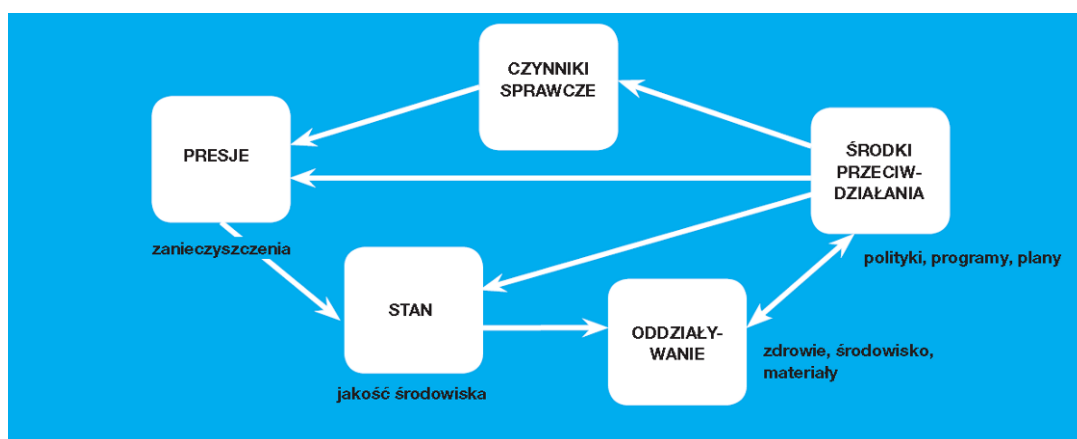 CZYNNIKI
SPRAWCZE
PRESJE
ŚRODKI
PRZECIW-
DZIAŁANIA
zanieczyszczenia
polityki, programy, plany
STAN
ODDZIAŁY-
WANIE
zdrowie, środowisko,
materiały
jakość środowiska